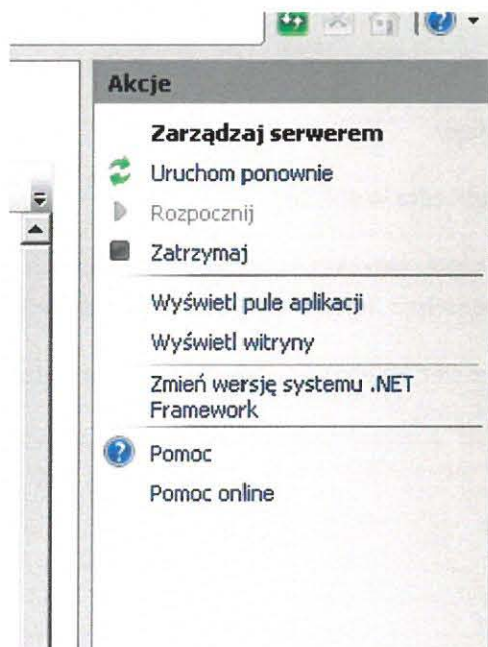 Akcje
Zarządzaj serwerem
Uruchom ponownie
Rozpocznij
Zatrzymaj
Wyświetl pule aplikacji
Wyświetl witryny
Zmień wersję systemu .NET
Framework
Pomoc
Pomoc online